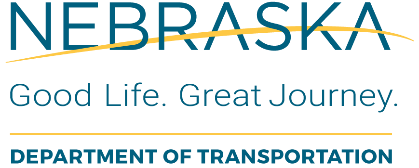 NEBRASKA
Good Life. Great Journey.
DEPARTMENT OF TRANSPORTATION